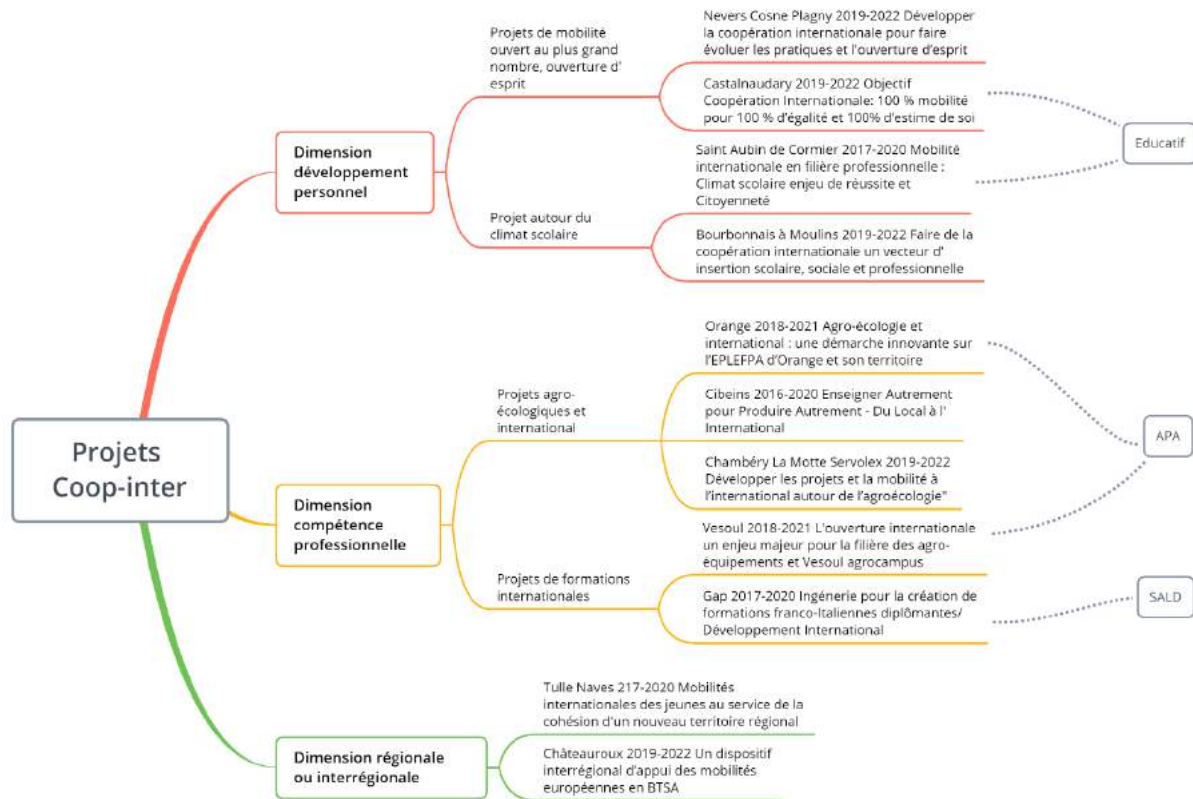 Projets
Coop-inter
Dimension
développement
personnel
Projets de mobilité
ouvert au plus grand
nombre, ouverture d'
esprit
Nevers Cosne Plagny 2019-2022 Développer
la coopération internationale pour faire
évoluer les pratiques et l'ouverture d'esprit
Castalnaudary 2019-2022 Objectif
Coopération Internationale: 100 % mobilité
pour 100 % d'égalité et 100% d'estime de soi
Projet autour du
climat scolaire
Saint Aubin de Cormier 2017-2020 Mobilité
internationale en filière professionnelle :
Climat scolaire enjeu de réussite et
Citoyenneté
Bourbonnais à Moulins 2019-2022 Faire de la
coopération internationale un vecteur d'
insertion scolaire, sociale et professionnelle
Educatif
Dimension
compétence
professionnelle
Projets agro-
écologiques et
international
Orange 2018-2021 Agro-écologie et
international : une démarche innovante sur
l'EPLEFPA d'Orange et son territoire
Cibeins 2016-2020 Enseigner Autrement
pour Produire Autrement - Du Local à l'
International
Chambéry La Motte Servolex 2019-2022
Développer les projets et la mobilité à
l'international autour de l'agroécologie"
Projets de formations
internationales
Vesoul 2018-2021 L'ouverture internationale
un enjeu majeur pour la filière des agro-
équipements et Vesoul agrocampus
Gap 2017-2020 Ingénerie pour la création de
formations franco-Italiennes diplômantes/
Développement International
APA
SALD
Dimension régionale
ou interrégionale
Tulle Naves 217-2020 Mobilités
internationales des jeunes au service de la
cohésion d'un nouveau territoire régional
Châteauroux 2019-2022 Un dispositif
interrégional d'appui des mobilités
européennes en BTSA